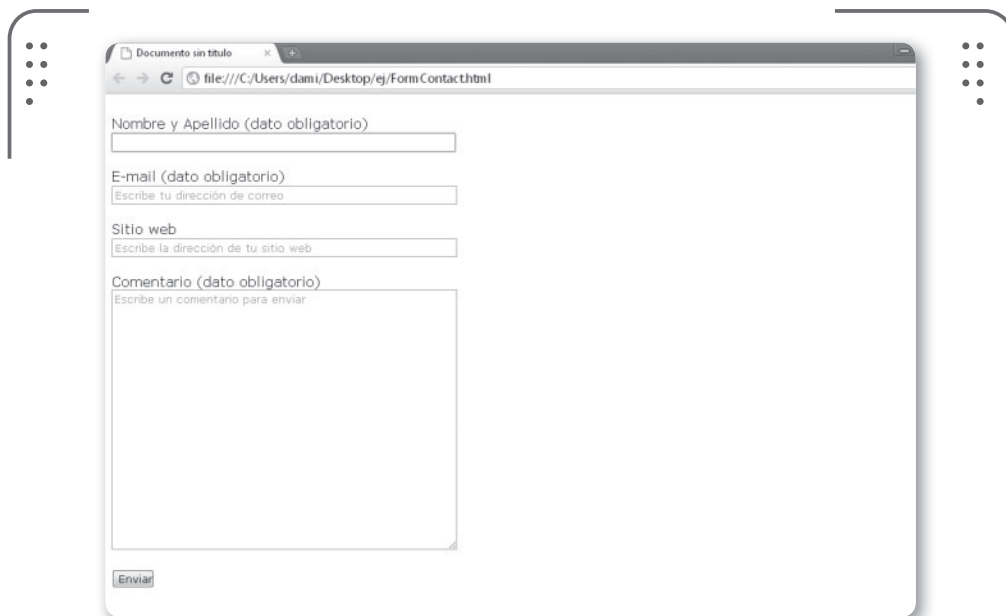 Documento sin título
file:///C:/Users/dami/Desktop/ej/FormContact.html
Nombre y Apellido (dato obligatorio)
E-mail (dato obligatorio)
Escribe tu dirección de correo
Sitio web
Escribe la dirección de tu sitio web
Comentario (dato obligatorio)
Escribe un comentario para enviar
Enviar